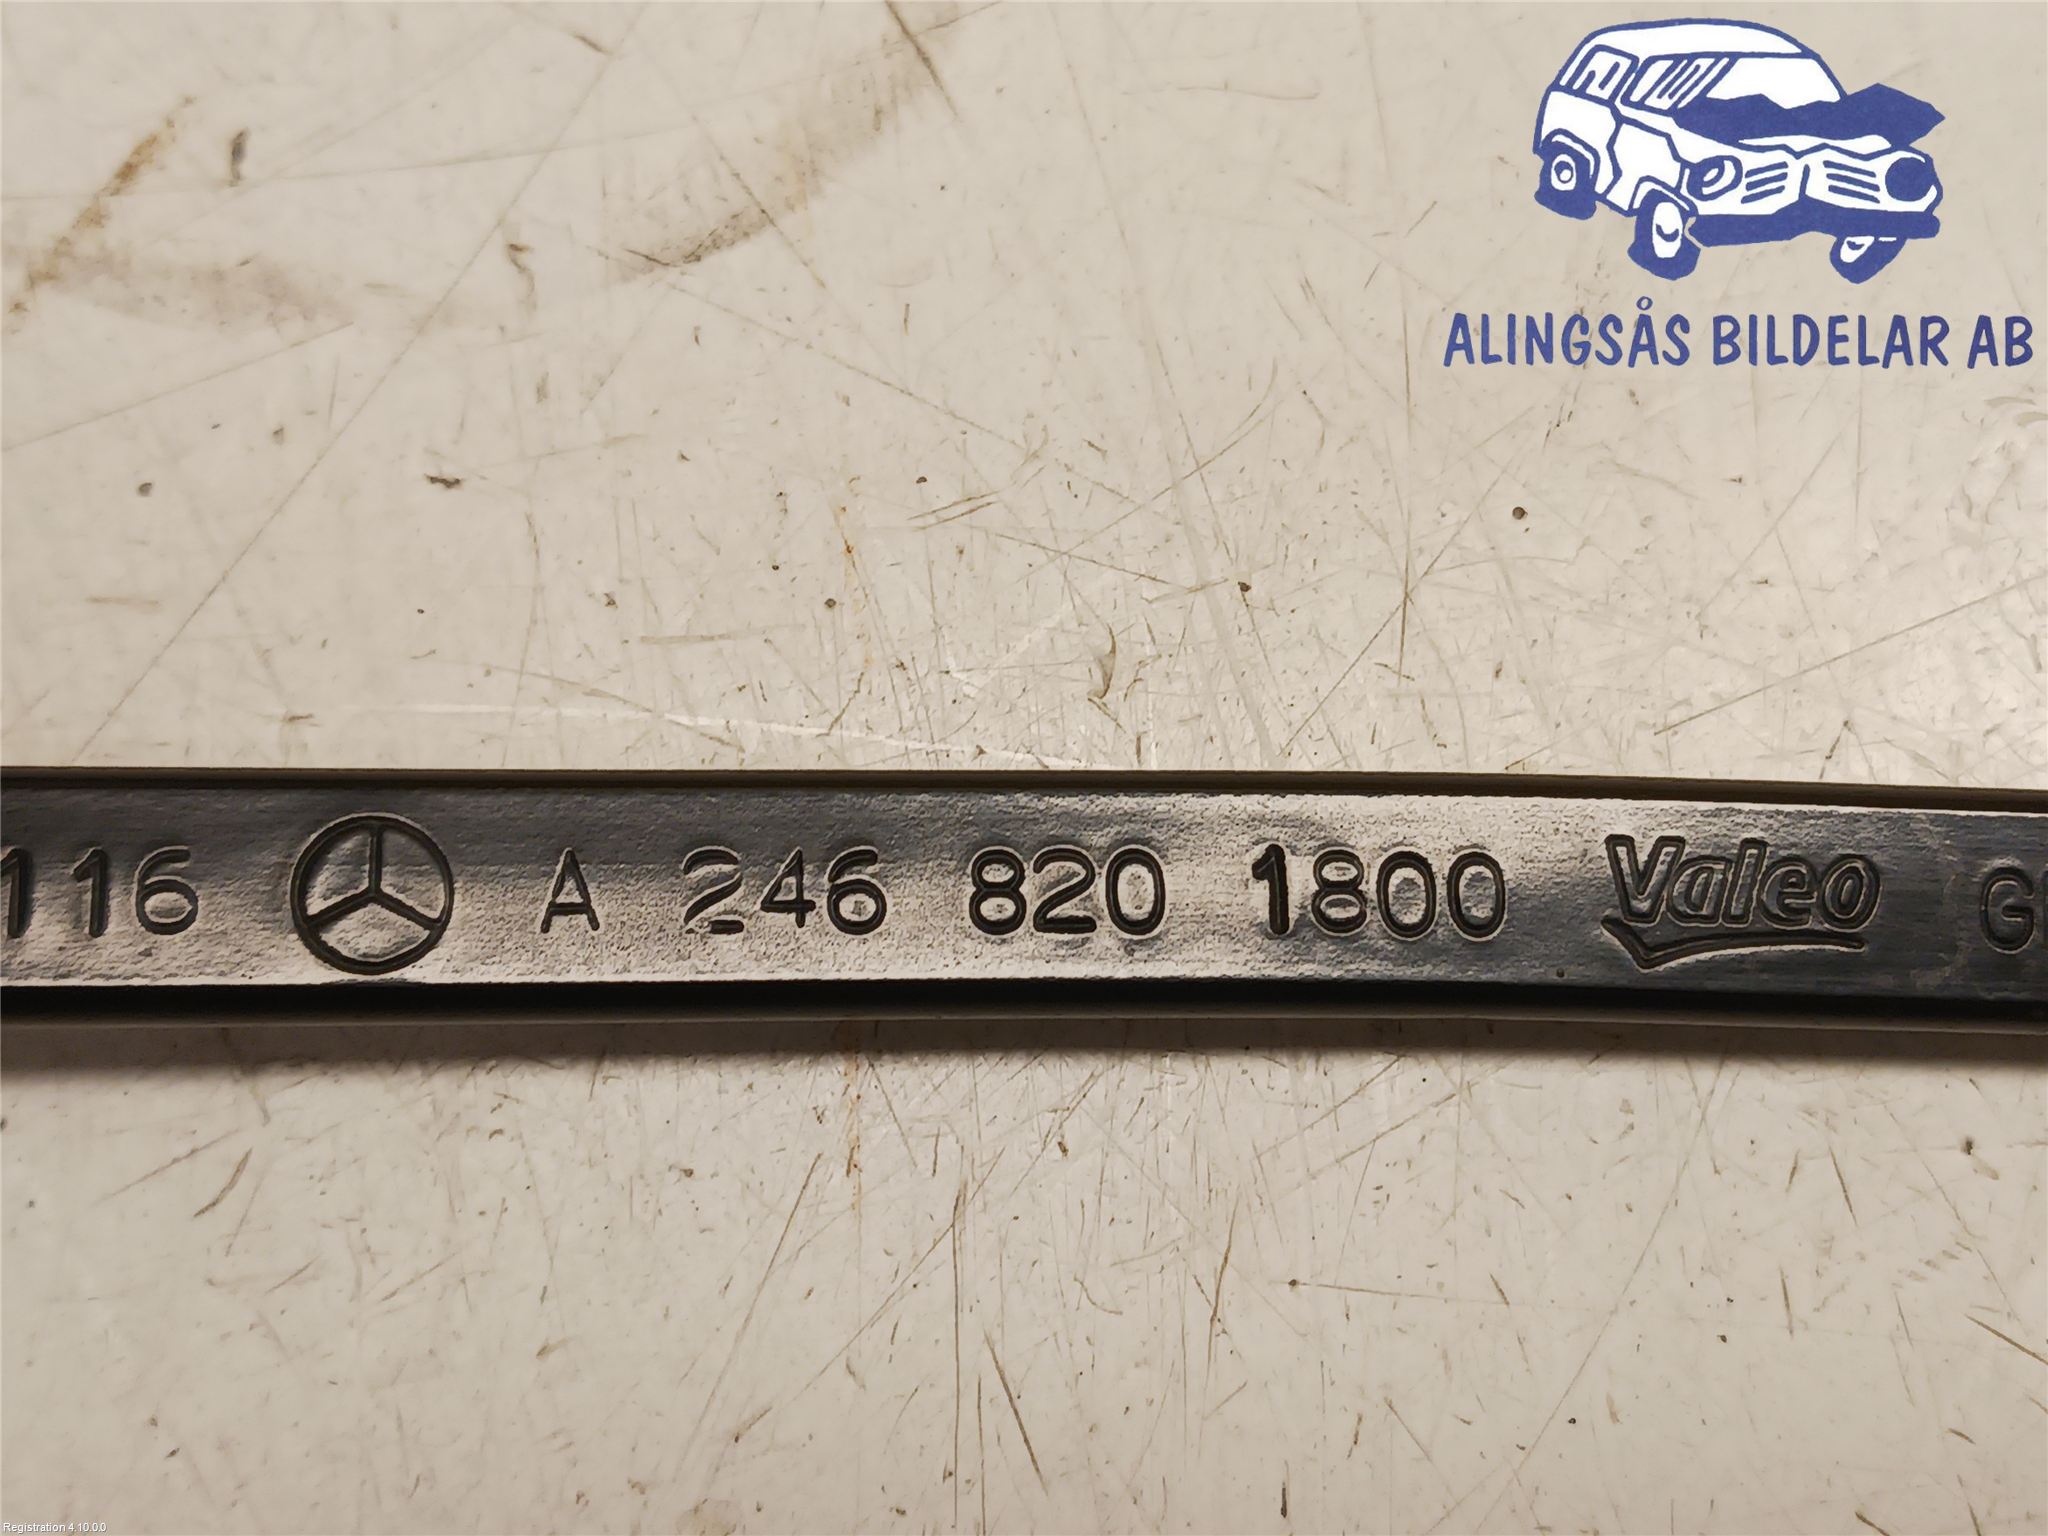 ALINGSÅS BILDELAR AB
116 A 246 820 1800 Valeo
Registration 4.10.0.0